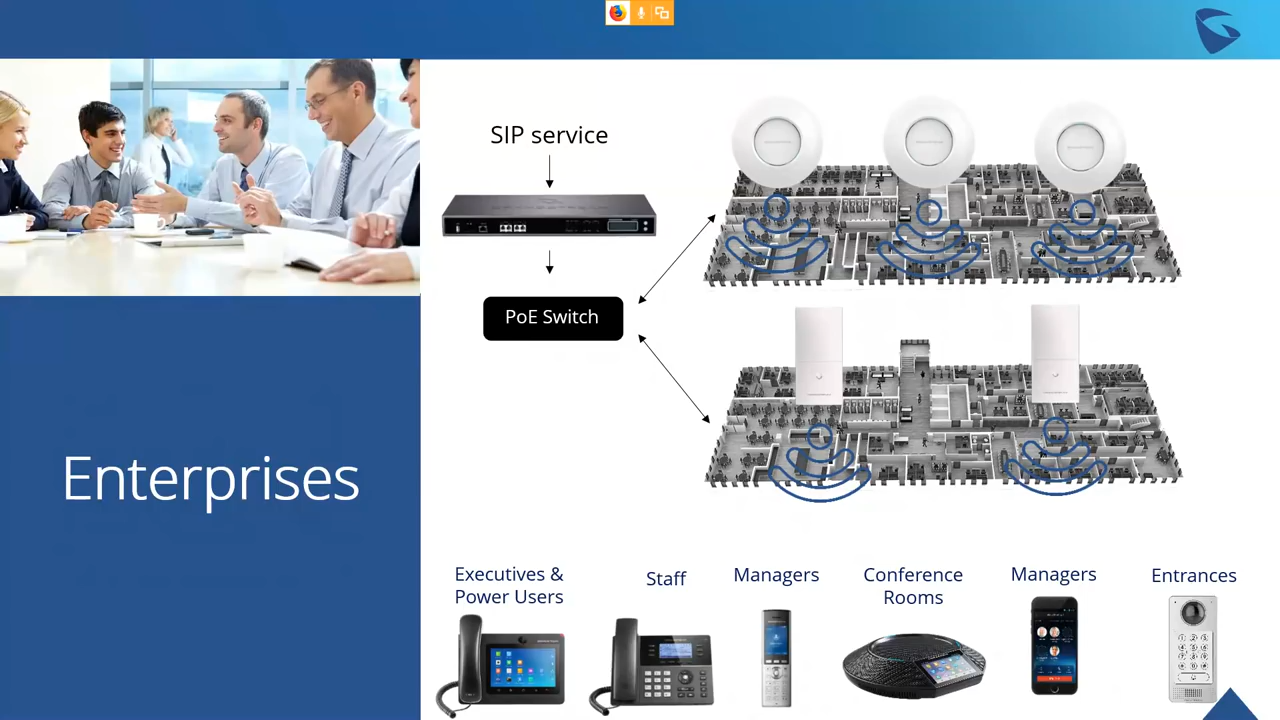 SIP service
PoE Switch
Enterprises
Executives &
Power Users
Staff
Managers
Conference
Rooms
Managers
Entrances